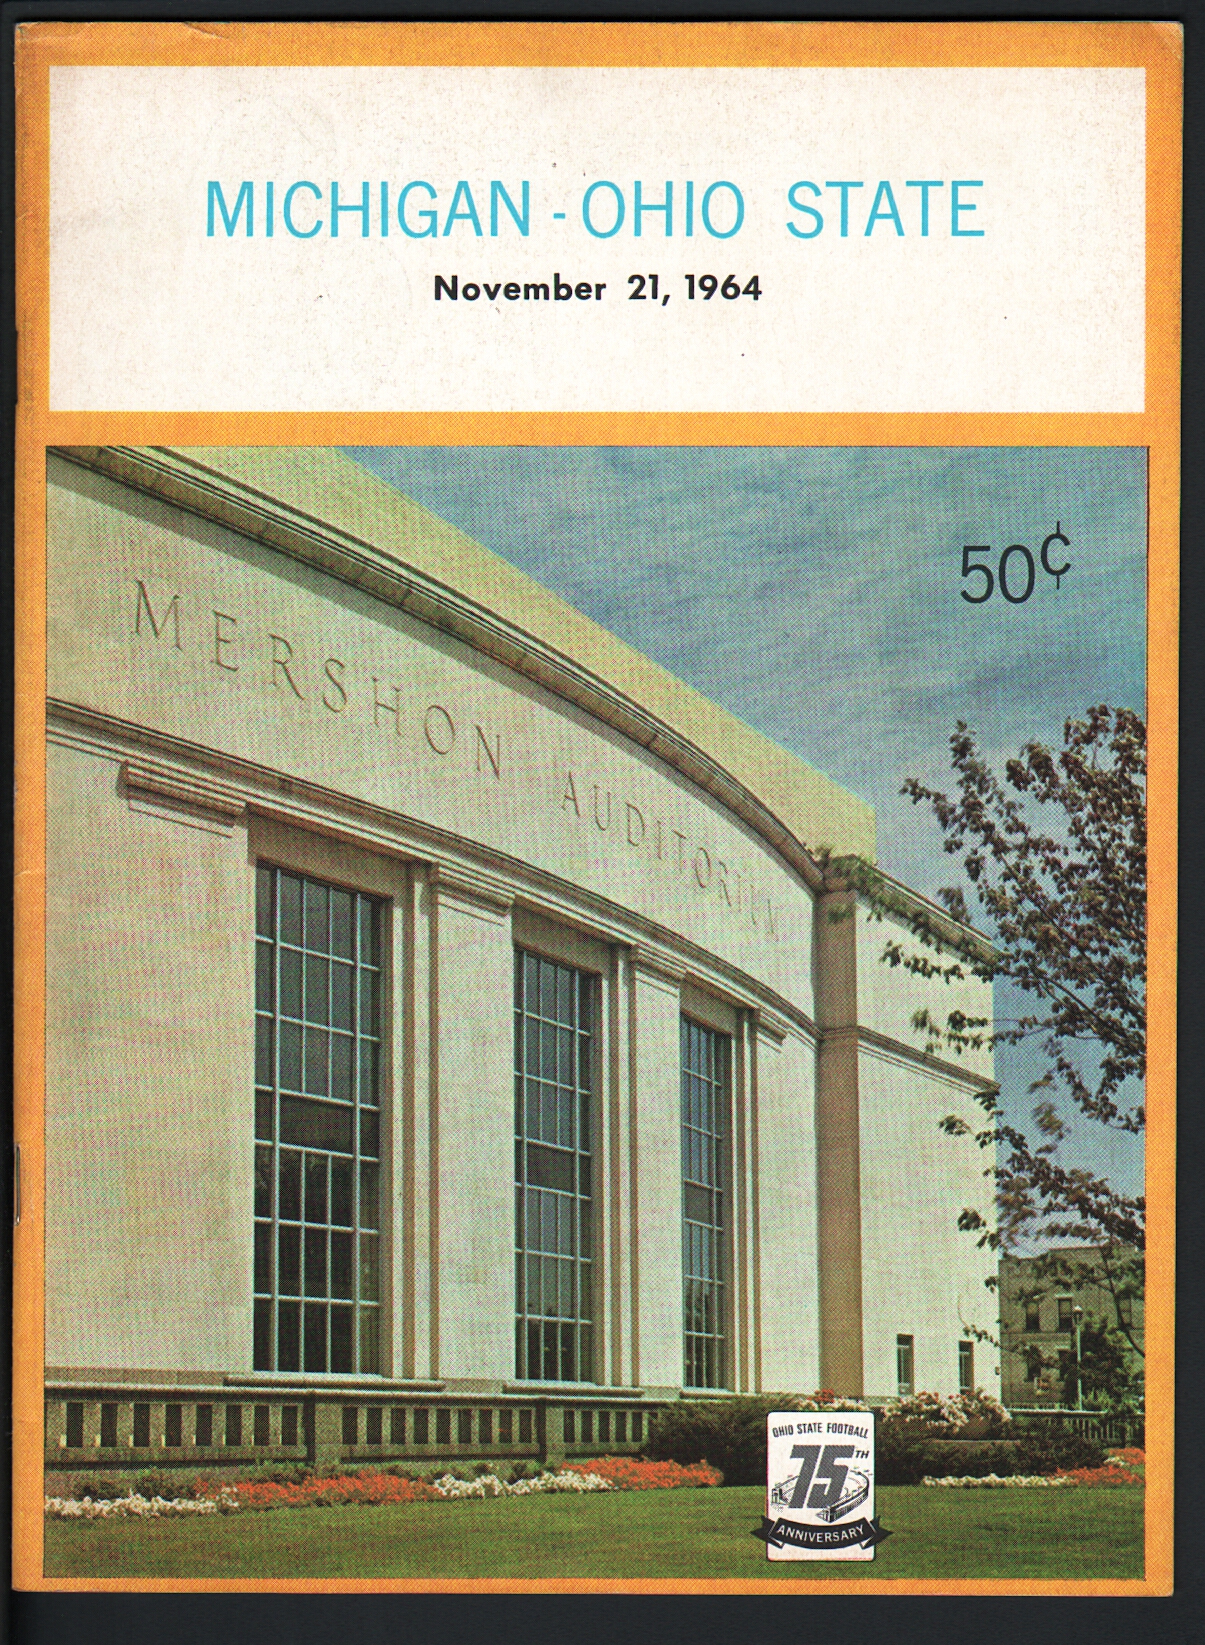 MICHIGAN - OHIO STATE
November 21, 1964
50¢
MERSHON AUDITORIUM
OHIO STATE FOOTBALL
75TH
ANNIVERSARY